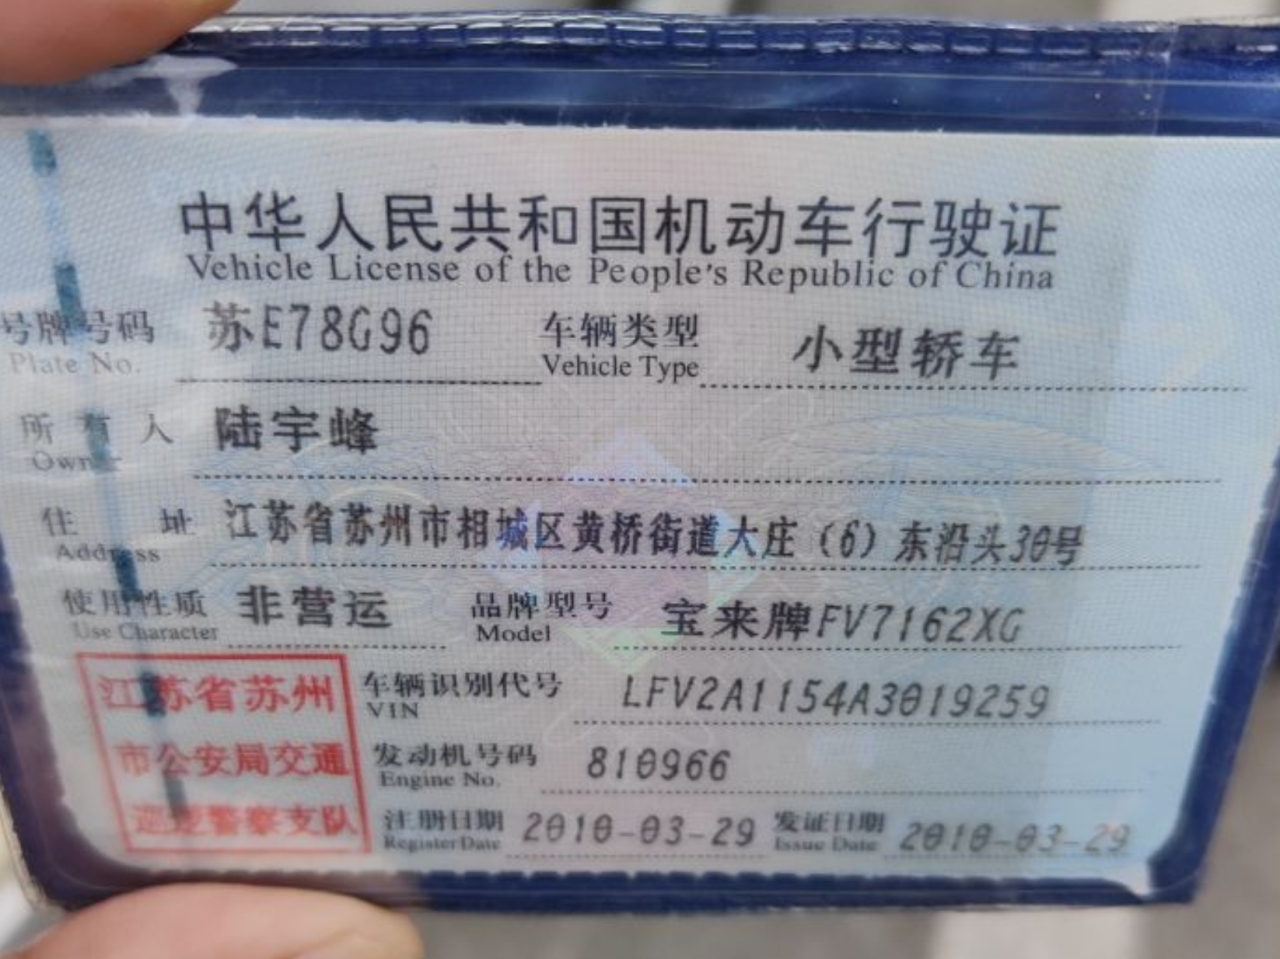 中华人民共和国机动车行驶证
Vehicle License of the People's Republic of China
号牌号码 苏E78G96 车辆类型 小型轿车
Plate No. Vehicle Type
所有人 陆宇峰
Owner
住址 江苏省苏州市相城区黄桥街道大庄(6)东沿头30号
Address
使用性质 非营运 品牌型号 宝来牌FV7162XG
Use Character Model
江苏省苏州
市公安局交通
巡逻警察支队
车辆识别代号 LFV2A1154A3019259
VIN
发动机号码 810966
Engine No.
注册日期 2010-03-29 发证日期 2010-03-29
Register Date Issue Date